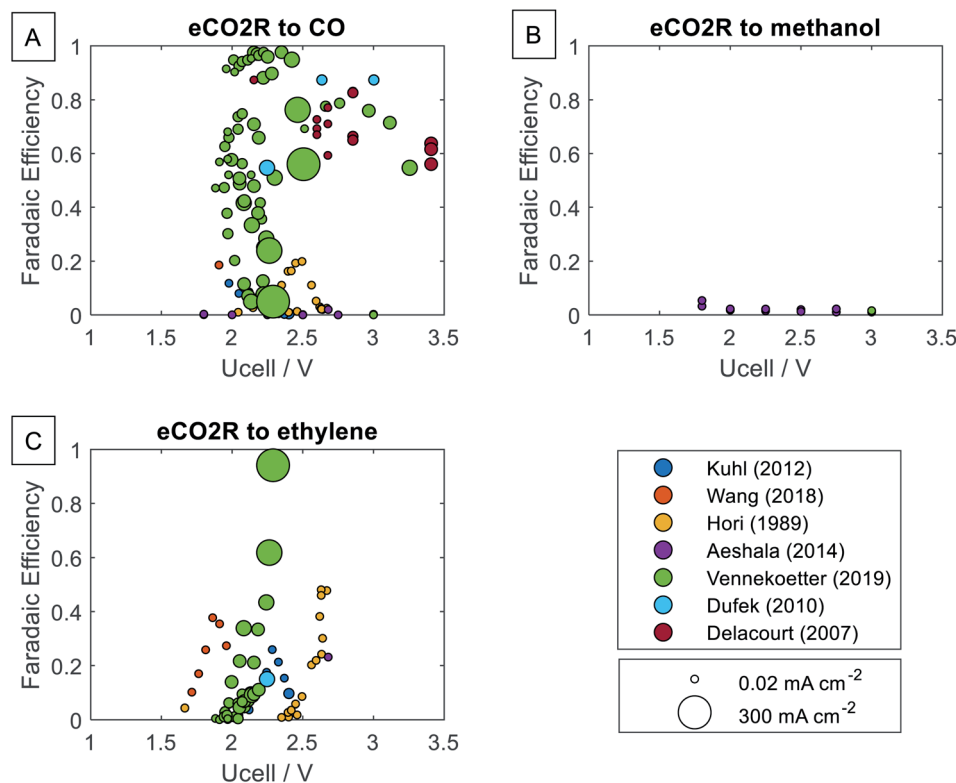 A
eCO2R to CO
Faradaic Efficiency
1
0.8
0.6
0.4
0.2
0
1 1.5 2 2.5 3 3.5
Ucell / V
B
eCO2R to methanol
Faradaic Efficiency
1
0.8
0.6
0.4
0.2
0
1 1.5 2 2.5 3 3.5
Ucell / V
C
eCO2R to ethylene
Faradaic Efficiency
1
0.8
0.6
0.4
0.2
0
1 1.5 2 2.5 3 3.5
Ucell / V
Kuhl (2012)
Wang (2018)
Hori (1989)
Aeshala (2014)
Vennekoetter (2019)
Dufek (2010)
Delacourt (2007)
0.02 mA cm⁻²
300 mA cm⁻²